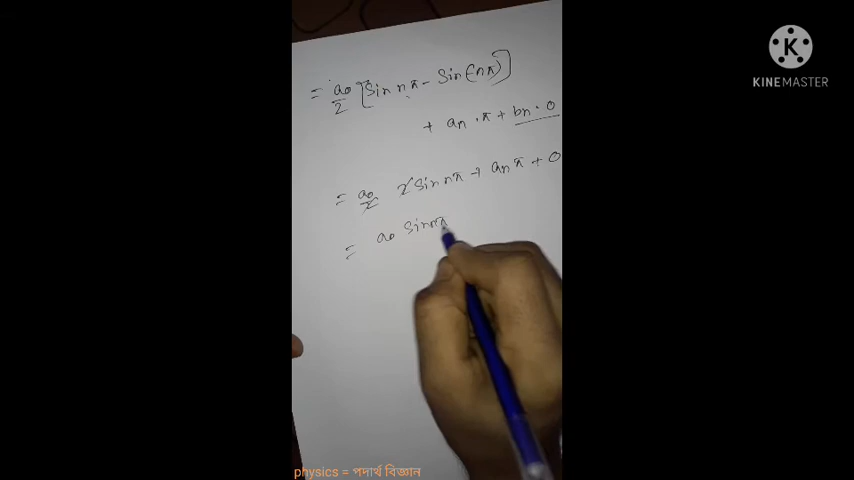 = a₀/2 [Sin nπ - Sin(-nπ)]
+ aₙ · π + bₙ · 0
= a₀/2 2 Sin nπ + aₙ π + 0
= a₀ Sin nπ
K
KINEMASTER
physics = পদার্থ বিজ্ঞান